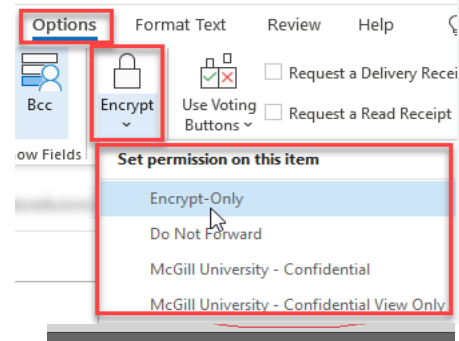 Options Format Text Review Help
Request a Delivery Recei
Bcc Encrypt Use Voting Buttons
Request a Read Receipt
ow Fields
Set permission on this item
Encrypt-Only
Do Not Forward
McGill University - Confidential
McGill University - Confidential View Only